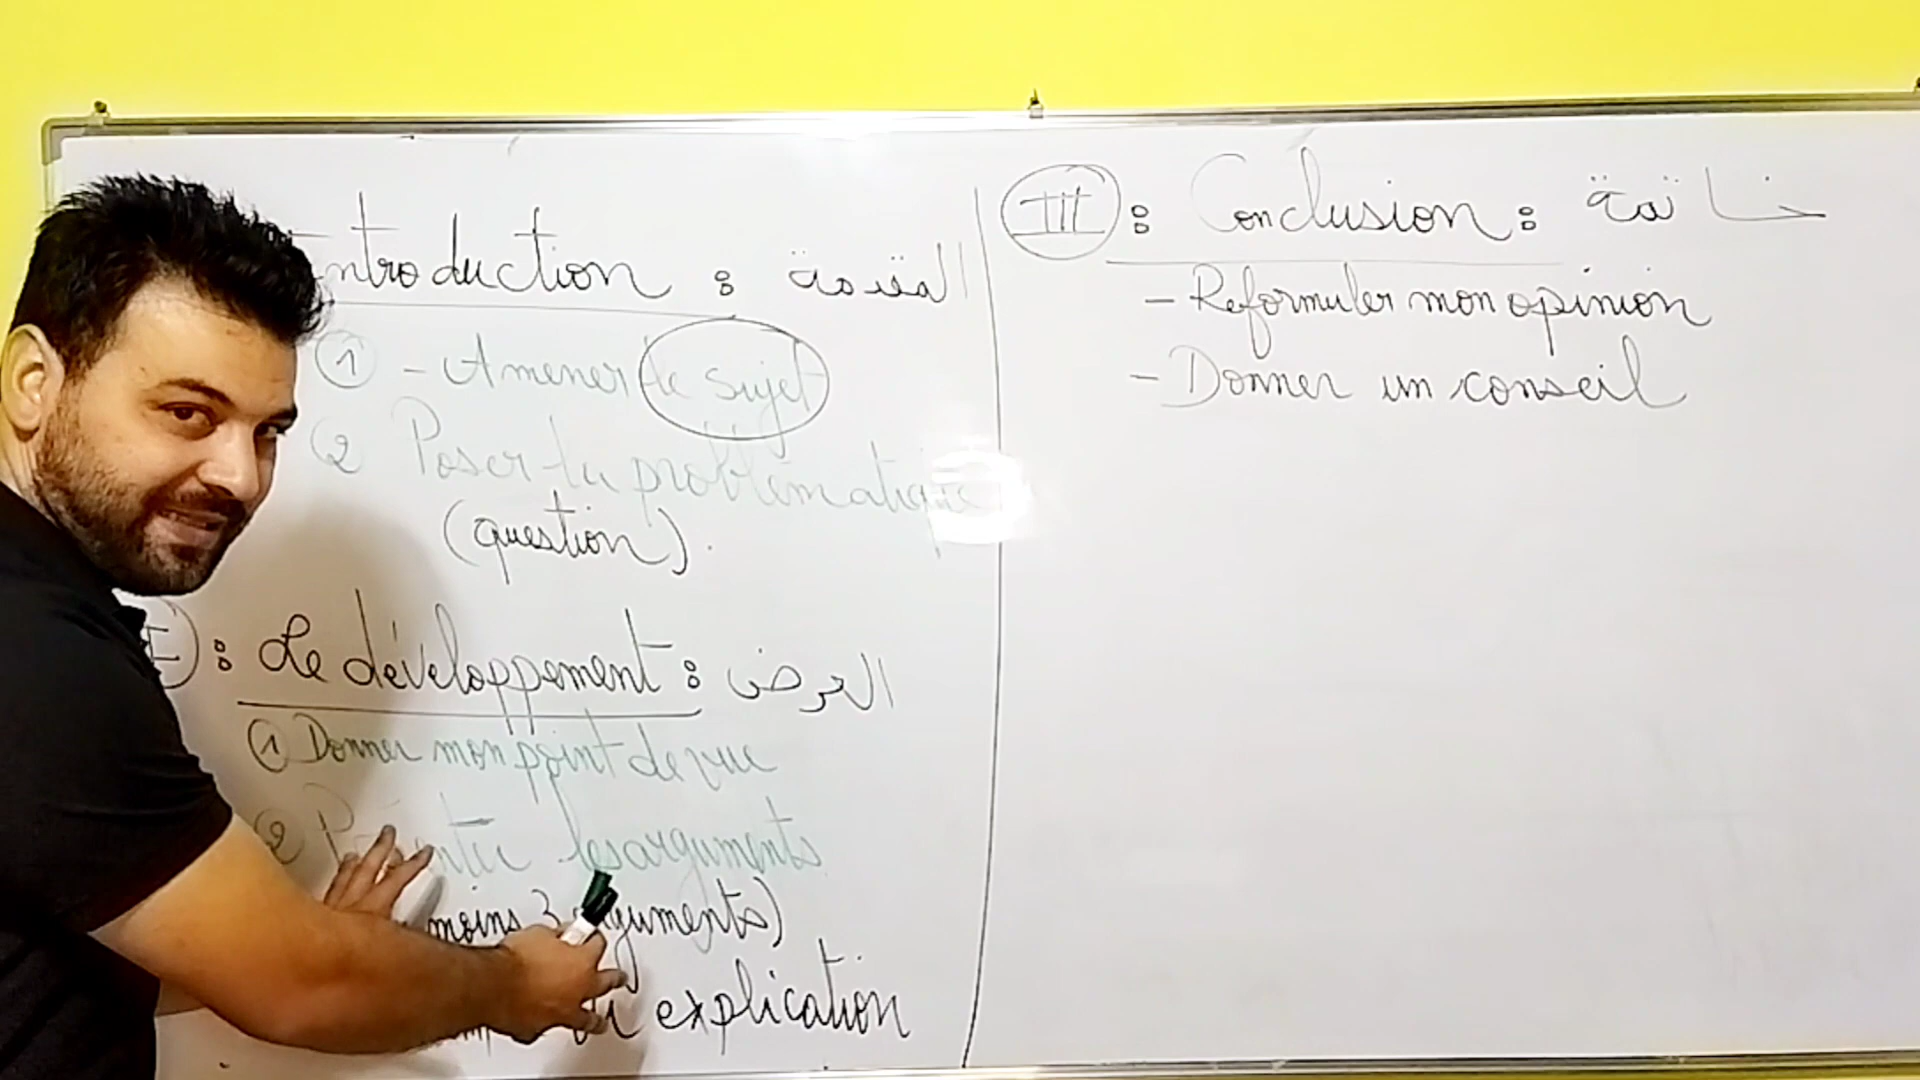 Introduction : المقدمة
① - Amener le sujet
② Poser la problématique
(question).
: Le développement : العرض
① Donner mon point de vue
② Présenter les arguments
moins 3 arguments)
ou explication
III : Conclusion : خاتمة
- Reformuler mon opinion
- Donner un conseil